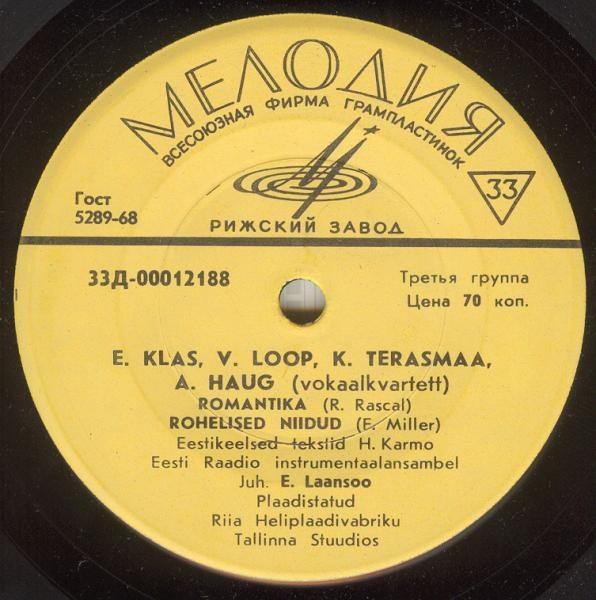 МЕЛОДИЯ
ВСЕСОЮЗНАЯ ФИРМА ГРАМПЛАСТИНОК
33
Гост
5289-68
РИЖСКИЙ ЗАВОД
33Д-00012188
Третья группа
Цена 70 коп.
E. KLAS, V. LOOP, K. TERASMAA,
A. HAUG (vokaalkvartett)
ROMANTIKA (R. Rascal)
ROHELISED NIIDUD (E. Miller)
Eestikeelsed tekstid H. Karmo
Eesti Raadio instrumentaalansambel
Juh. E. Laansoo
Plaadistatud
Riia Heliplaadivabriku
Tallinna Stuudios